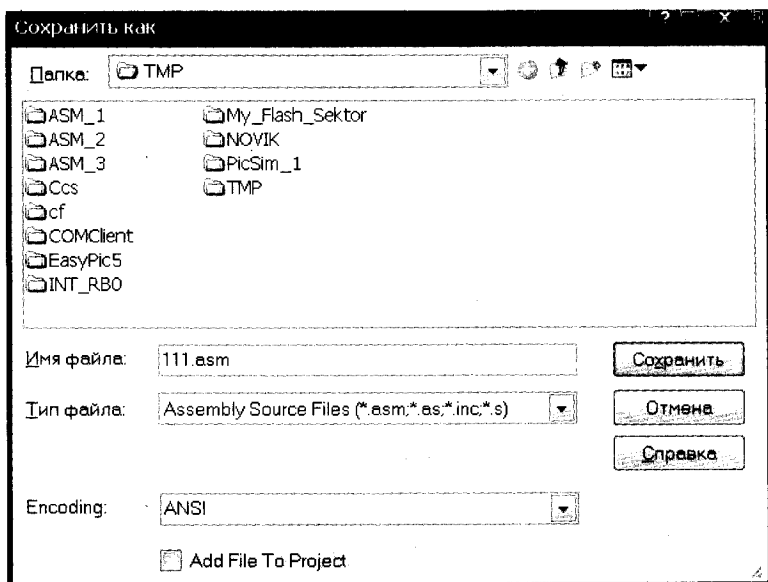 Сохранить как
Папка: TMP
ASM_1
ASM_2
ASM_3
Ccs
cf
COMClient
EasyPic5
INT_RB0
My_Flash_Sektor
NOVIK
PicSim_1
TMP
Имя файла: 111.asm Сохранить
Тип файла: Assembly Source Files (*.asm;*.as;*.inc;*.s) Отмена
Справка
Encoding: ANSI
Add File To Project